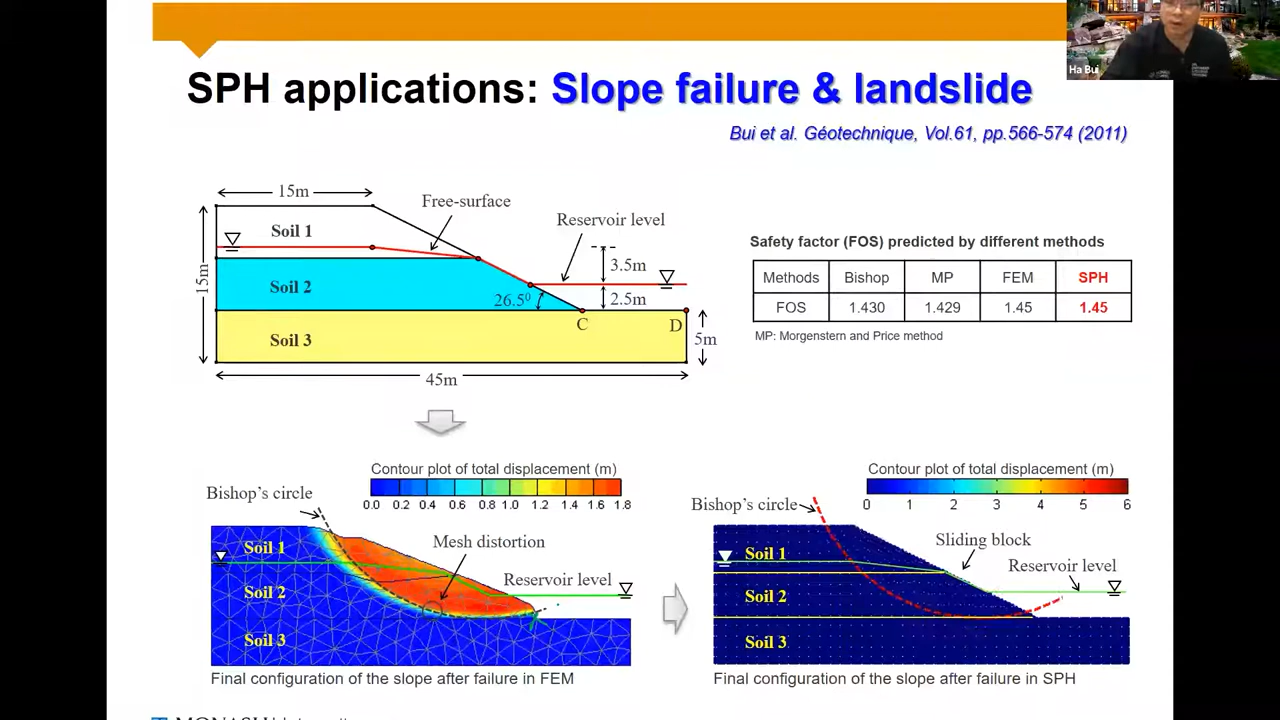 SPH applications: Slope failure & landslide
Ha Bui
Bui et al. Géotechnique, Vol.61, pp.566-574 (2011)
15m
Free-surface
Reservoir level
Soil 1
3.5m
15m
Soil 2
26.5⁰
2.5m
C
D
Soil 3
5m
45m
Safety factor (FOS) predicted by different methods
Methods Bishop MP FEM SPH
FOS 1.430 1.429 1.45 1.45
MP: Morgenstern and Price method
Contour plot of total displacement (m)
0.0 0.2 0.4 0.6 0.8 1.0 1.2 1.4 1.6 1.8
Bishop's circle
Mesh distortion
Soil 1
Reservoir level
Soil 2
Soil 3
Final configuration of the slope after failure in FEM
Contour plot of total displacement (m)
0 1 2 3 4 5 6
Bishop's circle
Sliding block
Soil 1
Reservoir level
Soil 2
Soil 3
Final configuration of the slope after failure in SPH
MONASH